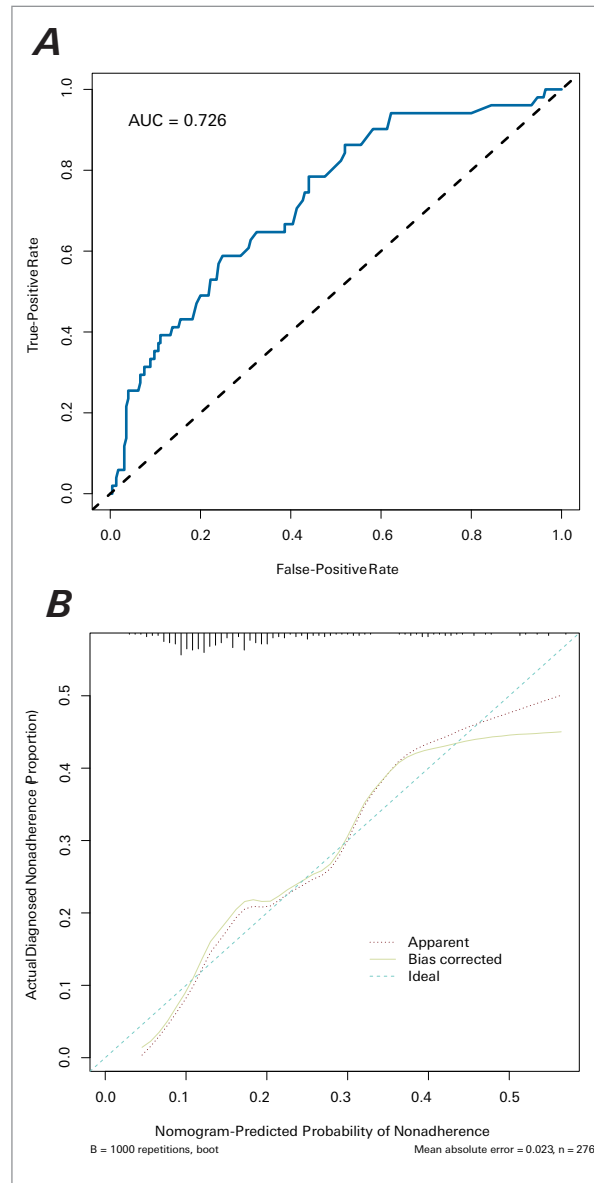 A
AUC = 0.726
1.0
0.8
0.6
0.4
0.2
0.0
True-Positive Rate
0.0 0.2 0.4 0.6 0.8 1.0
False-Positive Rate
B
0.5
0.4
0.3
0.2
0.1
0.0
Actual Diagnosed Nonadherence (Proportion)
Apparent
Bias corrected
Ideal
0.0 0.1 0.2 0.3 0.4 0.5
Nomogram-Predicted Probability of Nonadherence
B = 1000 repetitions, boot Mean absolute error = 0.023, n = 276